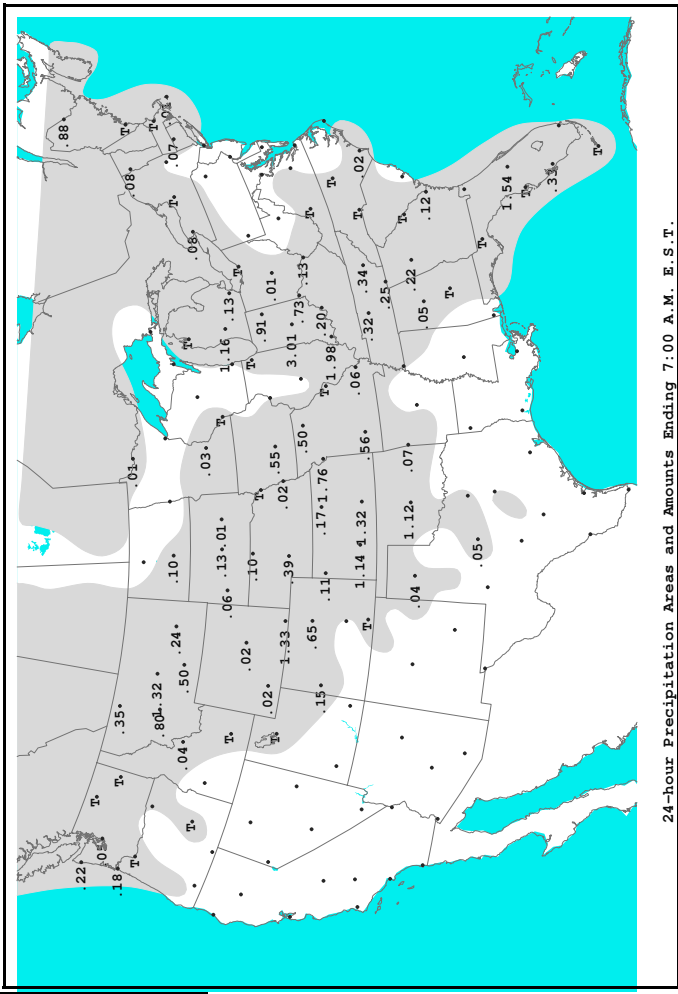 .22
.18
.05
T
T
T
T
.35
.80
1.32
.50
.24
.04
T
T
.10
.06
.02
.02
1.33
.65
.15
T
.01
.03
T
.13
.01
.10
.39
.11
.17
1.76
1.14
1.32
.04
1.12
.05
.07
.55
.50
.56
T
.02
T
1.16
T
.13
T
.91
.01
3.01
.73
.13
.20
1.98
T
.06
.32
.34
.25
.22
.05
T
.88
T
T
.01
.07
.08
T
.08
T
T
.02
T
T
.12
T
1.54
T
.33
T
24-hour Precipitation Areas and Amounts Ending 7:00 A.M. E.S.T.